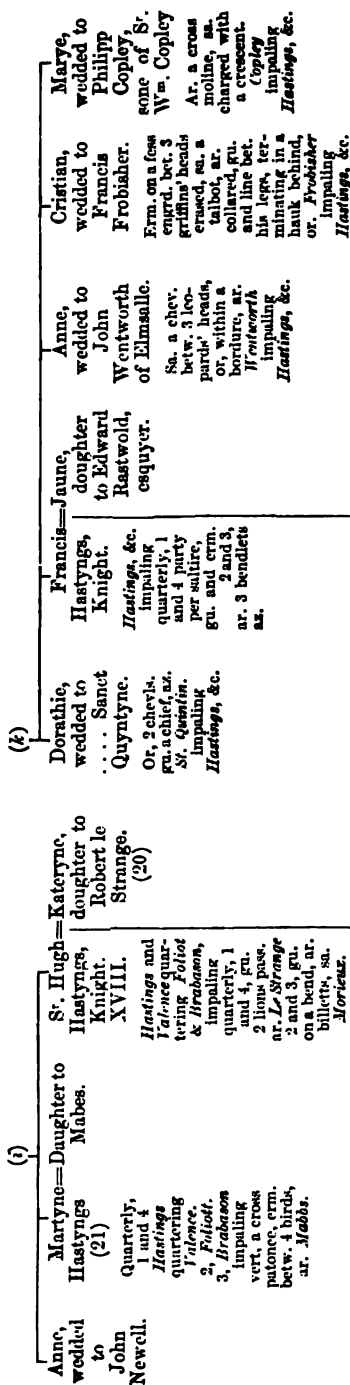 (i)
Anne,
wedded
to
John
Newell.
Martyne=Daughter to
Hastyngs Mabes.
(21)
Quarterly,
1 and 4
Hastings
quartering
Valence.
2, Foliott.
3, Brabason
impaling
vert, a cross
patonce, erm.
betw. 4 birds,
ar. Mabbs.
Sr. Hugh=Kateryne,
Hastyngs, doughter to
Knight. Robert le
XVIII. Strange.
(20)
Hastings and
Valence quar-
tering Foliot
& Brabason,
impaling
quarterly, 1
and 4, gu.
2 lions pass.
ar. Le Strange
2 and 3, gu.
on a bend, ar.
billetts, sa.
Morieux.
(k)
Dorathie,
wedded to
.... Sanct
Quyntyne.
Or, 2 chevls.
gu. a chief, az.
St. Quintin.
impaling
Hastings, &c.
Francis=Jaune,
Hastyngs, doughter
Knight. to Edward
Rastwold,
esquyer.
Hastings, &c.
impaling
quarterly, 1
and 4 party
per saltire,
gu. and erm.
2 and 3,
ar. 3 bendlets
az.
Anne,
wedded to
John
Wentworth
of Elmsalle.
Sa. a chev.
betw. 3 leo-
pards' heads,
or, within a
bordure, ar.
Wentworth
impaling
Hastings, &c.
Cristian,
wedded to
Francis
Frobisher.
Erm. on a fess
engrd. bet. 3
griffins' heads
erased, sa. a
talbot, ar.
collared, gu.
and line bet.
his legs, ter-
minating in a
hauk behind,
or. Frobisher
impaling
Hastings, &c.
Marye,
wedded to
Philipp
Copley,
sone of Sr.
Wm. Copley
Ar. a cross
moline, sa.
charged with
a crescent.
Copley
impaling
Hastings, &c.